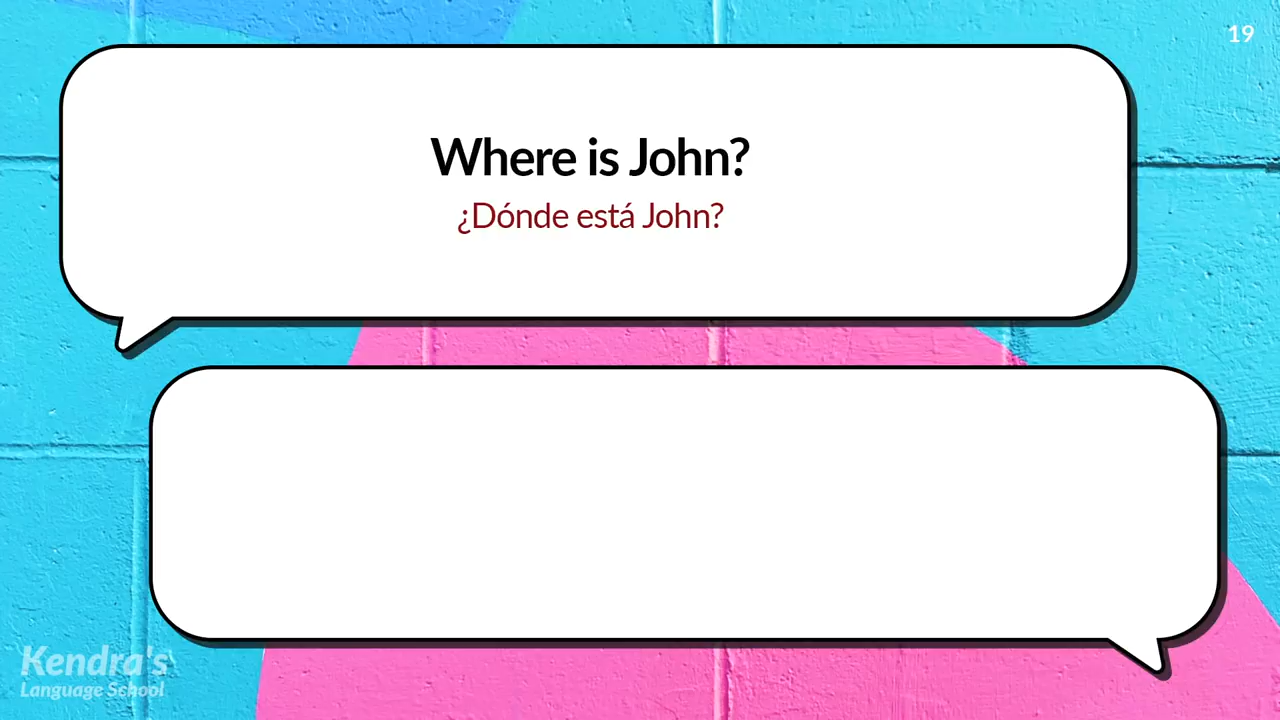 19
Where is John?
¿Dónde está John?
Kendra's
Language School